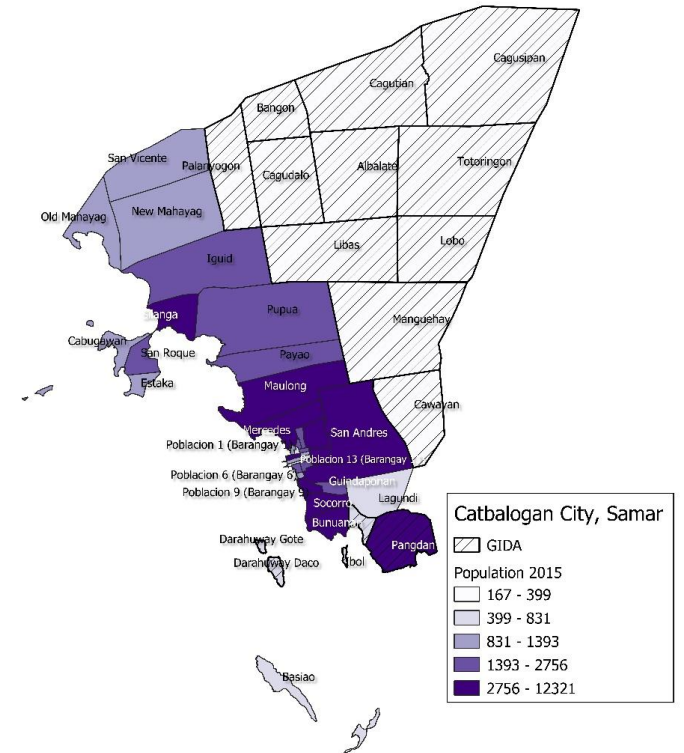 Cagusipan
Cagutian
Bangon
San Vicente
Palanyogon
Cagudalo
Albalate
Totoringon
Old Mahayag
New Mahayag
Libas
Lobo
Iguid
Silanga
Pupua
Manguehay
Cabugawan
San Roque
Payao
Estaka
Maulong
Cawayan
Mercedes
San Andres
Poblacion 1 (Barangay
Poblacion 13 (Barangay
Poblacion 6 (Barangay 6)
Guindaponan
Poblacion 9 (Barangay 9
Lagundi
Socorro
Bunuanan
Pangdan
Darahuway Gote
Darahuway Daco
Ibol
Basiao
Catbalogan City, Samar
GIDA
Population 2015
167 - 399
399 - 831
831 - 1393
1393 - 2756
2756 - 12321